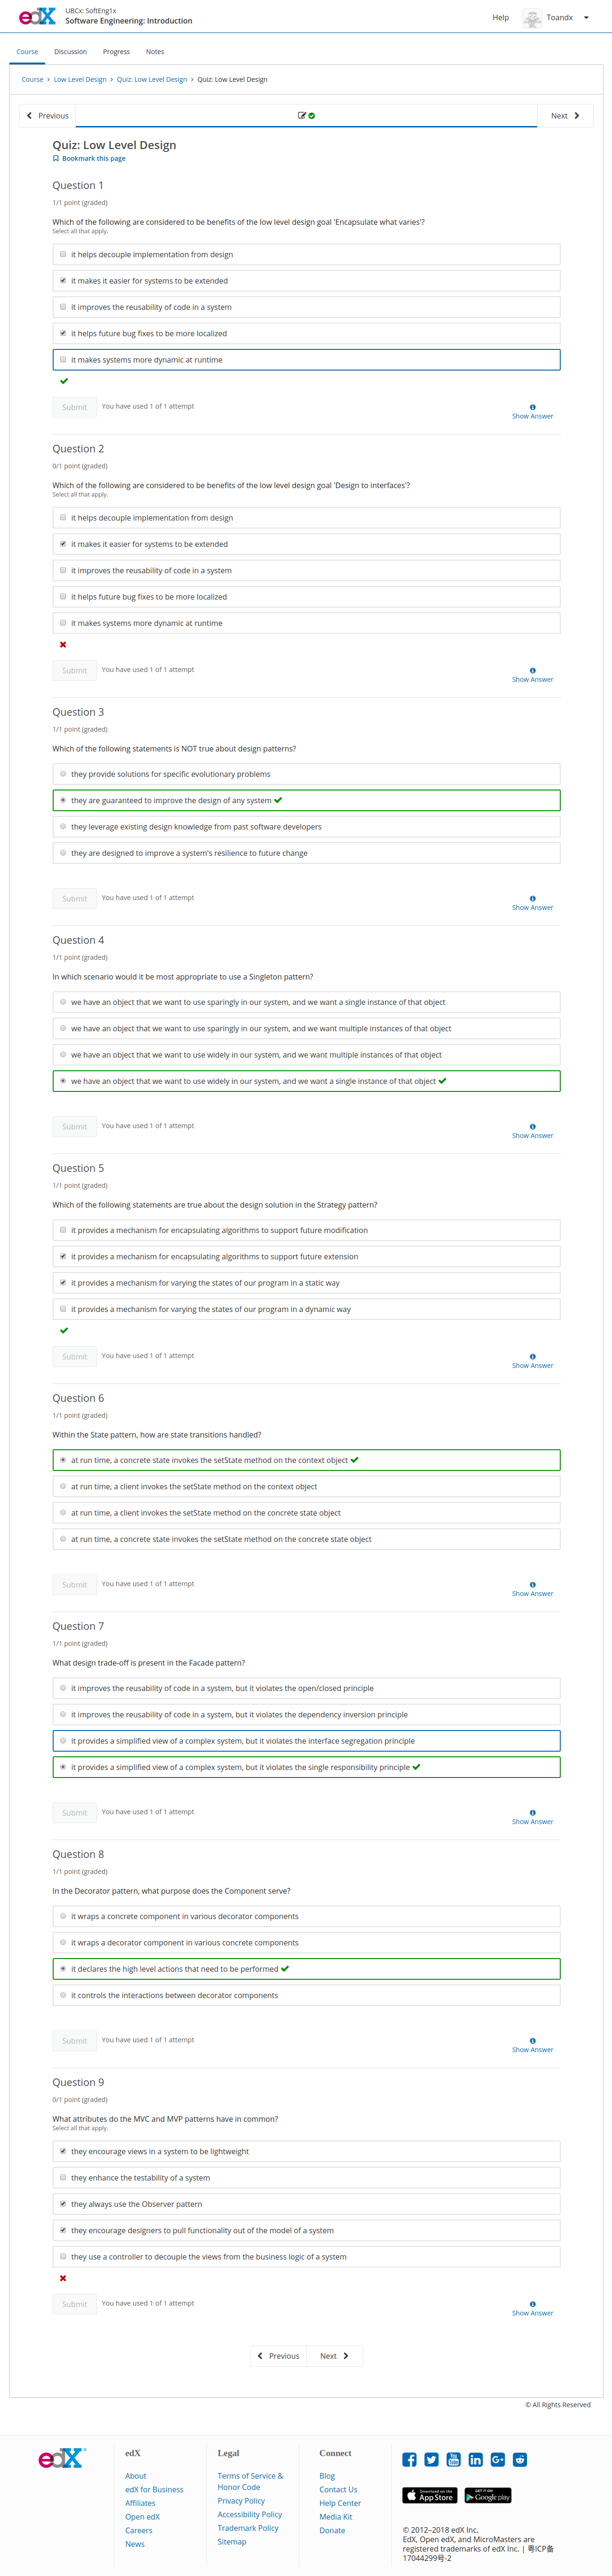 edX
UBCx: SoftEng1x
Software Engineering: Introduction
Help
Toandx
Course
Discussion
Progress
Notes
Course > Low Level Design > Quiz: Low Level Design > Quiz: Low Level Design
Previous
Next
Quiz: Low Level Design
Bookmark this page
Question 1
1/1 point (graded)
Which of the following are considered to be benefits of the low level design goal 'Encapsulate what varies'?
Select all that apply.
it helps decouple implementation from design
it makes it easier for systems to be extended
it improves the reusability of code in a system
it helps future bug fixes to be more localized
it makes systems more dynamic at runtime
Submit
You have used 1 of 1 attempt
Show Answer
Question 2
0/1 point (graded)
Which of the following are considered to be benefits of the low level design goal 'Design to interfaces'?
Select all that apply.
it helps decouple implementation from design
it makes it easier for systems to be extended
it improves the reusability of code in a system
it helps future bug fixes to be more localized
it makes systems more dynamic at runtime
Submit
You have used 1 of 1 attempt
Show Answer
Question 3
1/1 point (graded)
Which of the following statements is NOT true about design patterns?
they provide solutions for specific evolutionary problems
they are guaranteed to improve the design of any system
they leverage existing design knowledge from past software developers
they are designed to improve a system's resilience to future change
Submit
You have used 1 of 1 attempt
Show Answer
Question 4
1/1 point (graded)
In which scenario would it be most appropriate to use a Singleton pattern?
we have an object that we want to use sparingly in our system, and we want a single instance of that object
we have an object that we want to use sparingly in our system, and we want multiple instances of that object
we have an object that we want to use widely in our system, and we want multiple instances of that object
we have an object that we want to use widely in our system, and we want a single instance of that object
Submit
You have used 1 of 1 attempt
Show Answer
Question 5
1/1 point (graded)
Which of the following statements are true about the design solution in the Strategy pattern?
it provides a mechanism for encapsulating algorithms to support future modification
it provides a mechanism for encapsulating algorithms to support future extension
it provides a mechanism for varying the states of our program in a static way
it provides a mechanism for varying the states of our program in a dynamic way
Submit
You have used 1 of 1 attempt
Show Answer
Question 6
1/1 point (graded)
Within the State pattern, how are state transitions handled?
at run time, a concrete state invokes the setState method on the context object
at run time, a client invokes the setState method on the context object
at run time, a client invokes the setState method on the concrete state object
at run time, a concrete state invokes the setState method on the concrete state object
Submit
You have used 1 of 1 attempt
Show Answer
Question 7
1/1 point (graded)
What design trade-off is present in the Facade pattern?
it improves the reusability of code in a system, but it violates the open/closed principle
it improves the reusability of code in a system, but it violates the dependency inversion principle
it provides a simplified view of a complex system, but it violates the interface segregation principle
it provides a simplified view of a complex system, but it violates the single responsibility principle
Submit
You have used 1 of 1 attempt
Show Answer
Question 8
1/1 point (graded)
In the Decorator pattern, what purpose does the Component serve?
it wraps a concrete component in various decorator components
it wraps a decorator component in various concrete components
it declares the high level actions that need to be performed
it controls the interactions between decorator components
Submit
You have used 1 of 1 attempt
Show Answer
Question 9
0/1 point (graded)
What attributes do the MVC and MVP patterns have in common?
Select all that apply.
they encourage views in a system to be lightweight
they enhance the testability of a system
they always use the Observer pattern
they encourage designers to pull functionality out of the model of a system
they use a controller to decouple the views from the business logic of a system
Submit
You have used 1 of 1 attempt
Show Answer
Previous
Next
© All Rights Reserved
edX
edX
About
edX for Business
Affiliates
Open edX
Careers
News
Legal
Terms of Service &
Honor Code
Privacy Policy
Accessibility Policy
Trademark Policy
Sitemap
Connect
Blog
Contact Us
Help Center
Media Kit
Donate
Download on the
App Store
GET IT ON
Google play
© 2012–2018 edX Inc.
EdX, Open edX, and MicroMasters are
registered trademarks of edX Inc. | 粤ICP备
17044299号-2